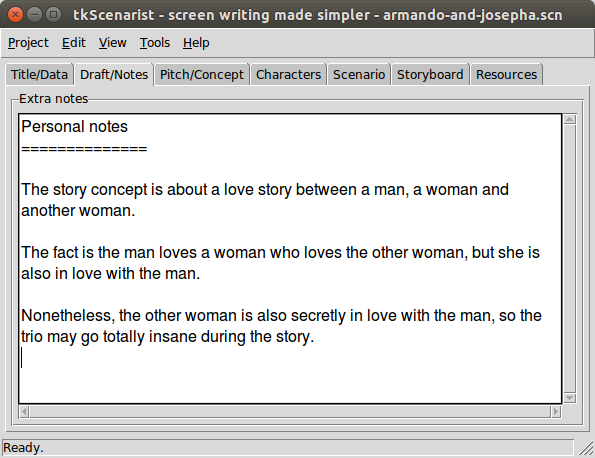 tkScenarist - screen writing made simpler - armando-and-josepha.scn
Project Edit View Tools Help
Title/Data Draft/Notes Pitch/Concept Characters Scenario Storyboard Resources
Extra notes
Personal notes
==============
The story concept is about a love story between a man, a woman and
another woman.
The fact is the man loves a woman who loves the other woman, but she is
also in love with the man.
Nonetheless, the other woman is also secretly in love with the man, so the
trio may go totally insane during the story.
Ready.